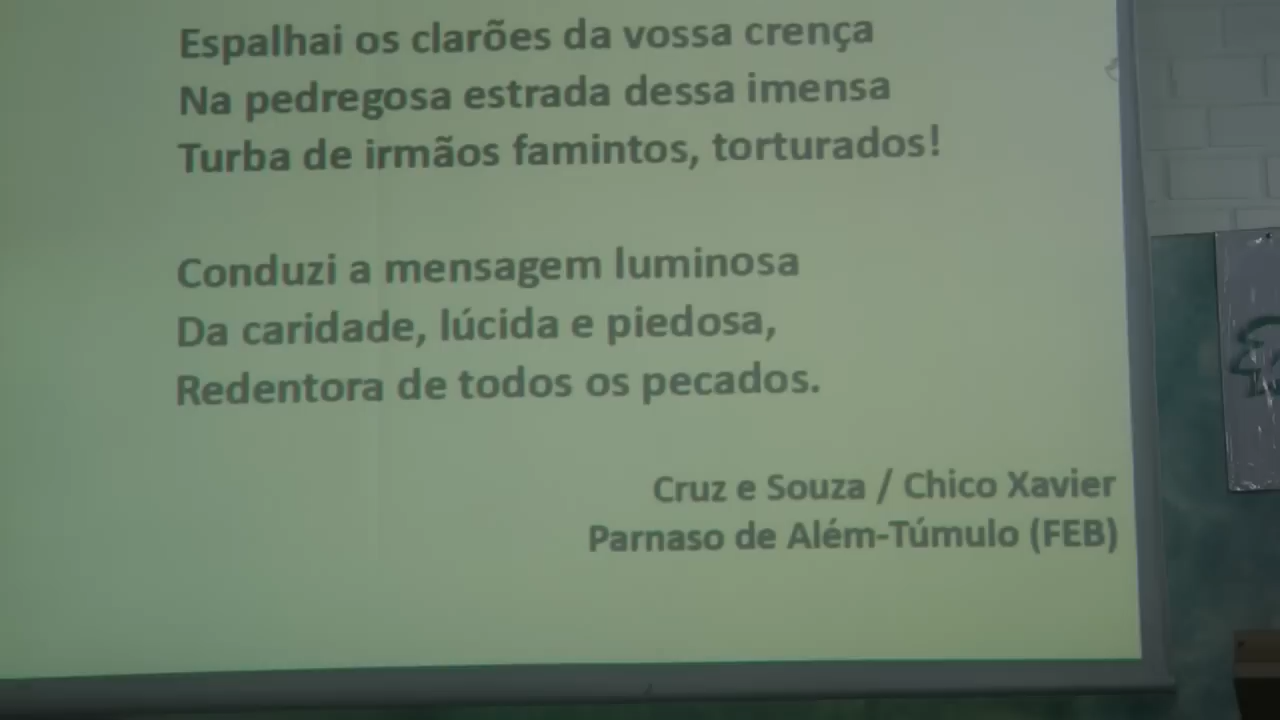 Espalhai os clarões da vossa crença
Na pedregosa estrada dessa imensa
Turba de irmãos famintos, torturados!
Conduzi a mensagem luminosa
Da caridade, lúcida e piedosa,
Redentora de todos os pecados.
Cruz e Souza / Chico Xavier
Parnaso de Além-Túmulo (FEB)